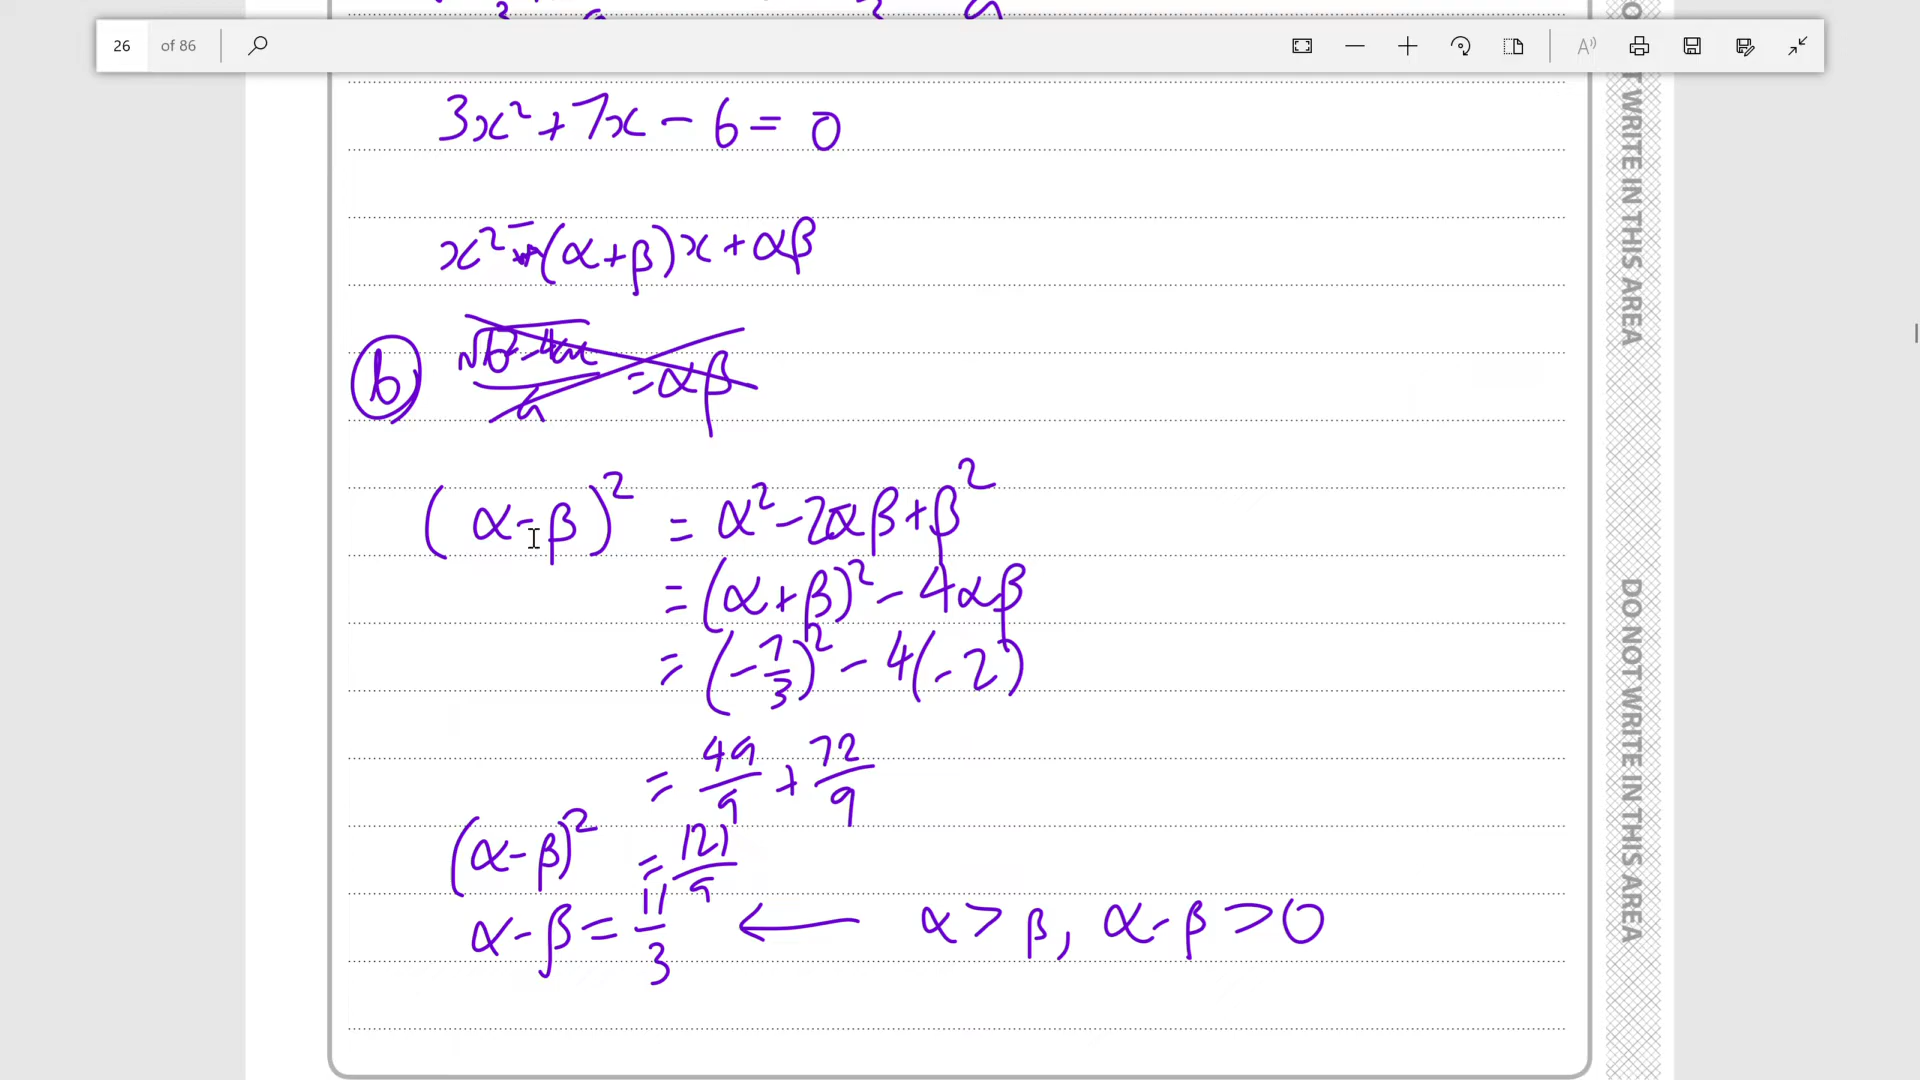 26 of 86
3x² + 7x - 6 = 0
x² - (α+β)x + αβ
b
= αβ
(α-β)² = α² - 2αβ + β²
= (α+β)² - 4αβ
= (-7/3)² - 4(-2)
= 49/9 + 72/9
(α-β)² = 121/9
α-β = 11/3 ← α > β, α-β > 0
DO NOT WRITE IN THIS AREA
T WRITE IN THIS AREA